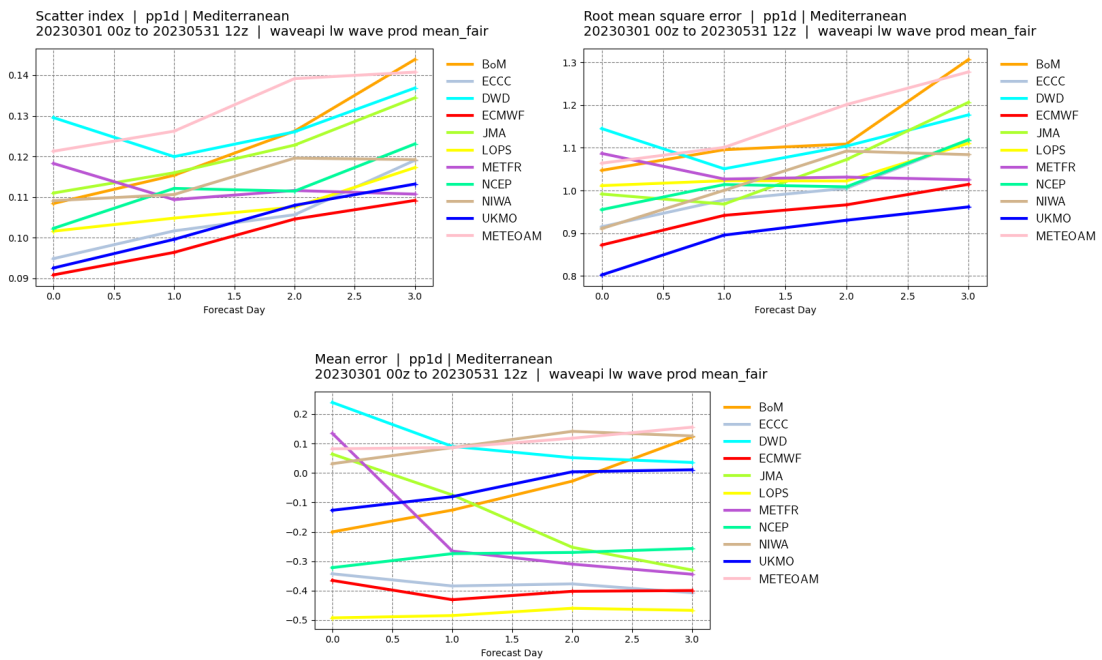 Scatter index | pp1d | Mediterranean
20230301 00z to 20230531 12z | waveapi lw wave prod mean_fair
0.14
0.13
0.12
0.11
0.10
0.09
0.0 0.5 1.0 1.5 2.0 2.5 3.0
Forecast Day
BoM
ECCC
DWD
ECMWF
JMA
LOPS
METFR
NCEP
NIWA
UKMO
METEOAM
Root mean square error | pp1d | Mediterranean
20230301 00z to 20230531 12z | waveapi lw wave prod mean_fair
1.3
1.2
1.1
1.0
0.9
0.8
0.0 0.5 1.0 1.5 2.0 2.5 3.0
Forecast Day
BoM
ECCC
DWD
ECMWF
JMA
LOPS
METFR
NCEP
NIWA
UKMO
METEOAM
Mean error | pp1d | Mediterranean
20230301 00z to 20230531 12z | waveapi lw wave prod mean_fair
0.2
0.1
0.0
−0.1
−0.2
−0.3
−0.4
−0.5
0.0 0.5 1.0 1.5 2.0 2.5 3.0
Forecast Day
BoM
ECCC
DWD
ECMWF
JMA
LOPS
METFR
NCEP
NIWA
UKMO
METEOAM